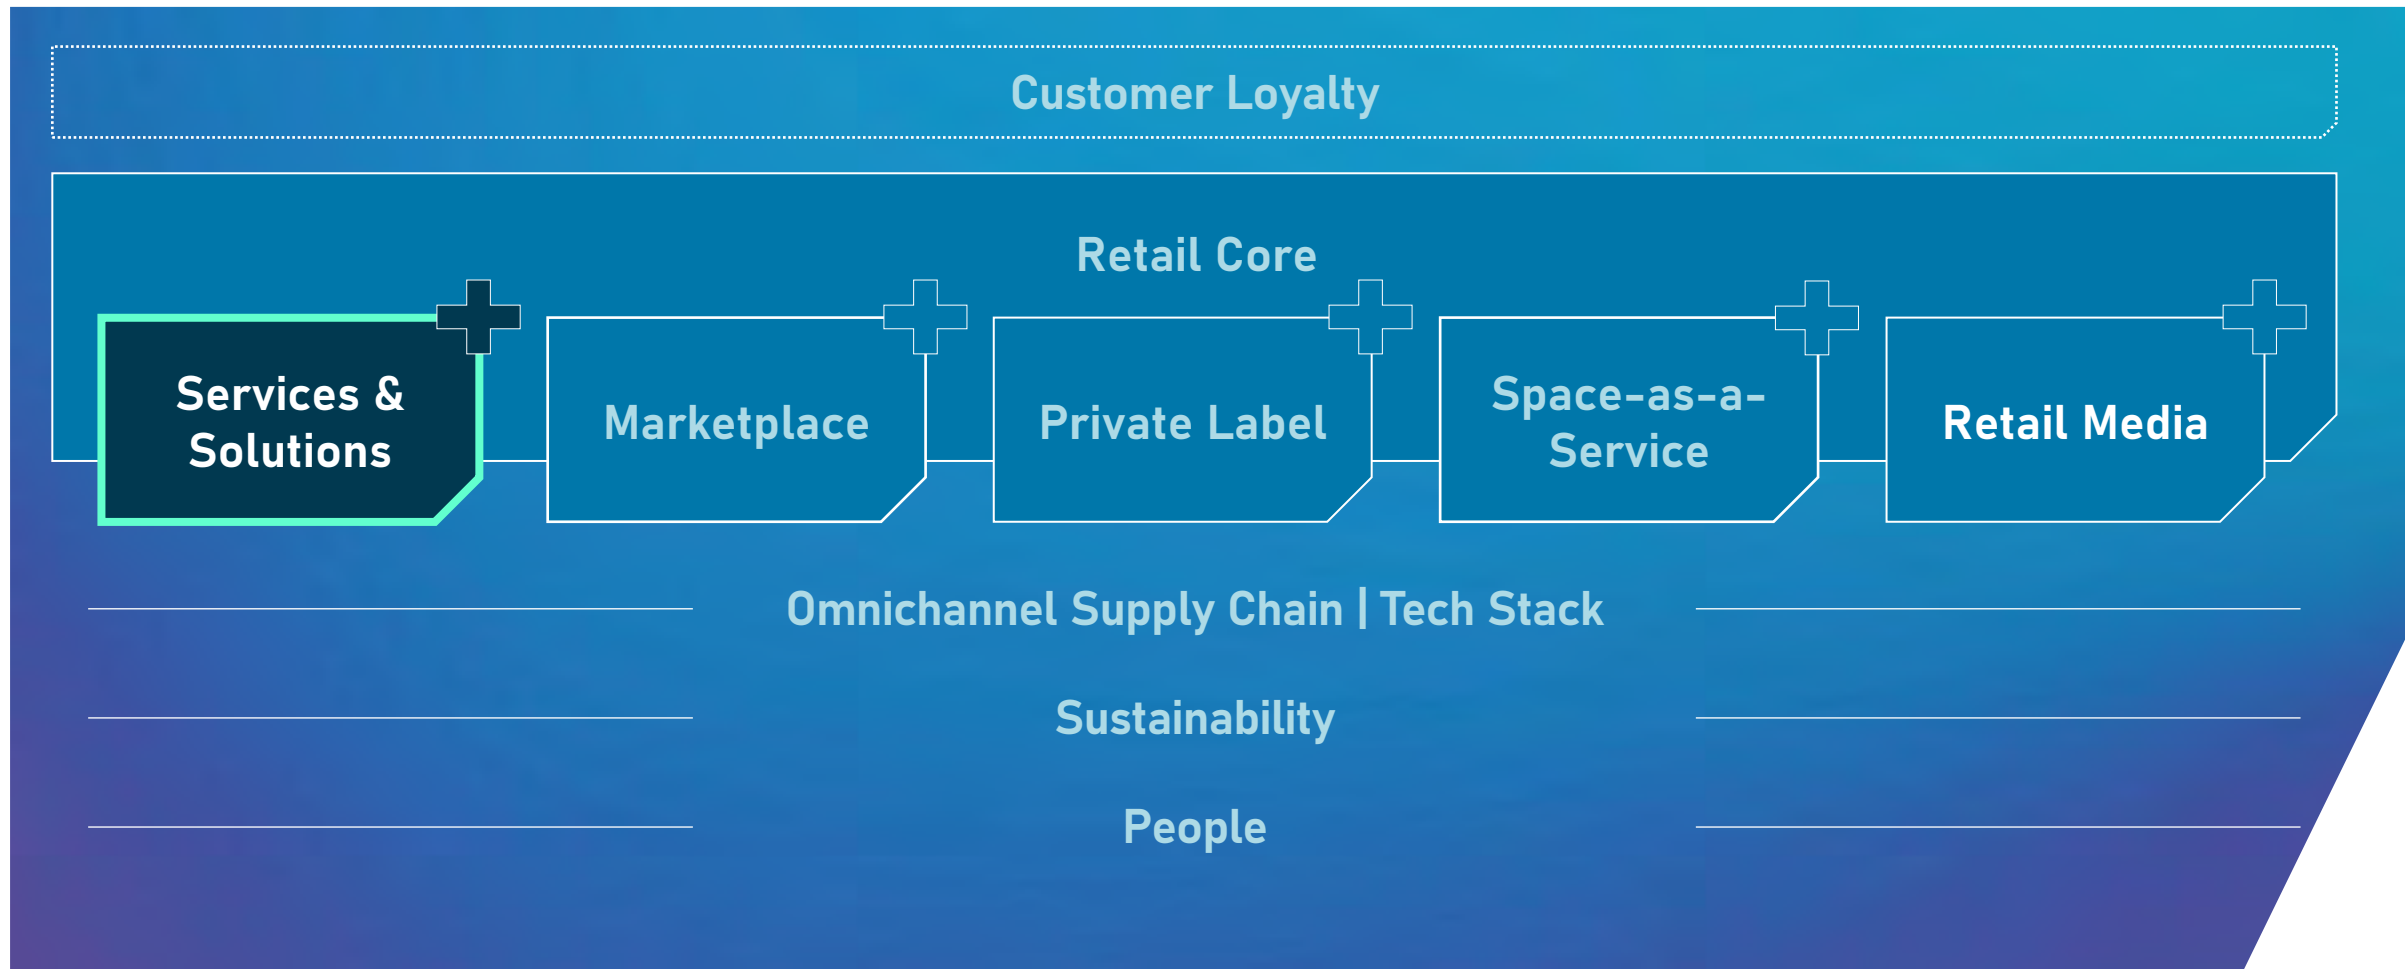 Customer Loyalty
Retail Core
Services &
Solutions
Marketplace
Private Label
Space-as-a-
Service
Retail Media
Omnichannel Supply Chain | Tech Stack
Sustainability
People